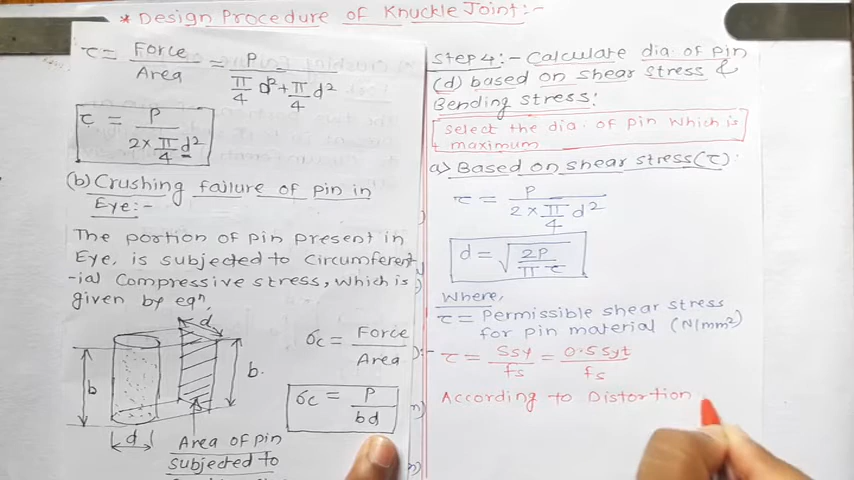 * Design Procedure of Knuckle Joint:-
τ = Force / Area = P / π/4 d² + π/4 d²
τ = P / 2 × π/4 d²
(b) Crushing failure of pin in
Eye:-
The portion of pin present in
Eye, is subjected to circumferent
-ial compressive stress, which is
given by eqⁿ,
d
b
b.
d
σc = Force / Area
σc = P / bd
Area of pin
subjected to
Step 4:- Calculate dia. of pin
(d) based on shear stress &
Bending stress:
Select the dia. of pin which is
maximum
a) Based on shear stress (τ):
τ = P / 2 × π/4 d²
d = √ 2P / π τ
Where,
τ = Permissible shear stress
for pin material (N/mm²)
τ = Ssy / fs = 0.5 Syt / fs
According to Distortion